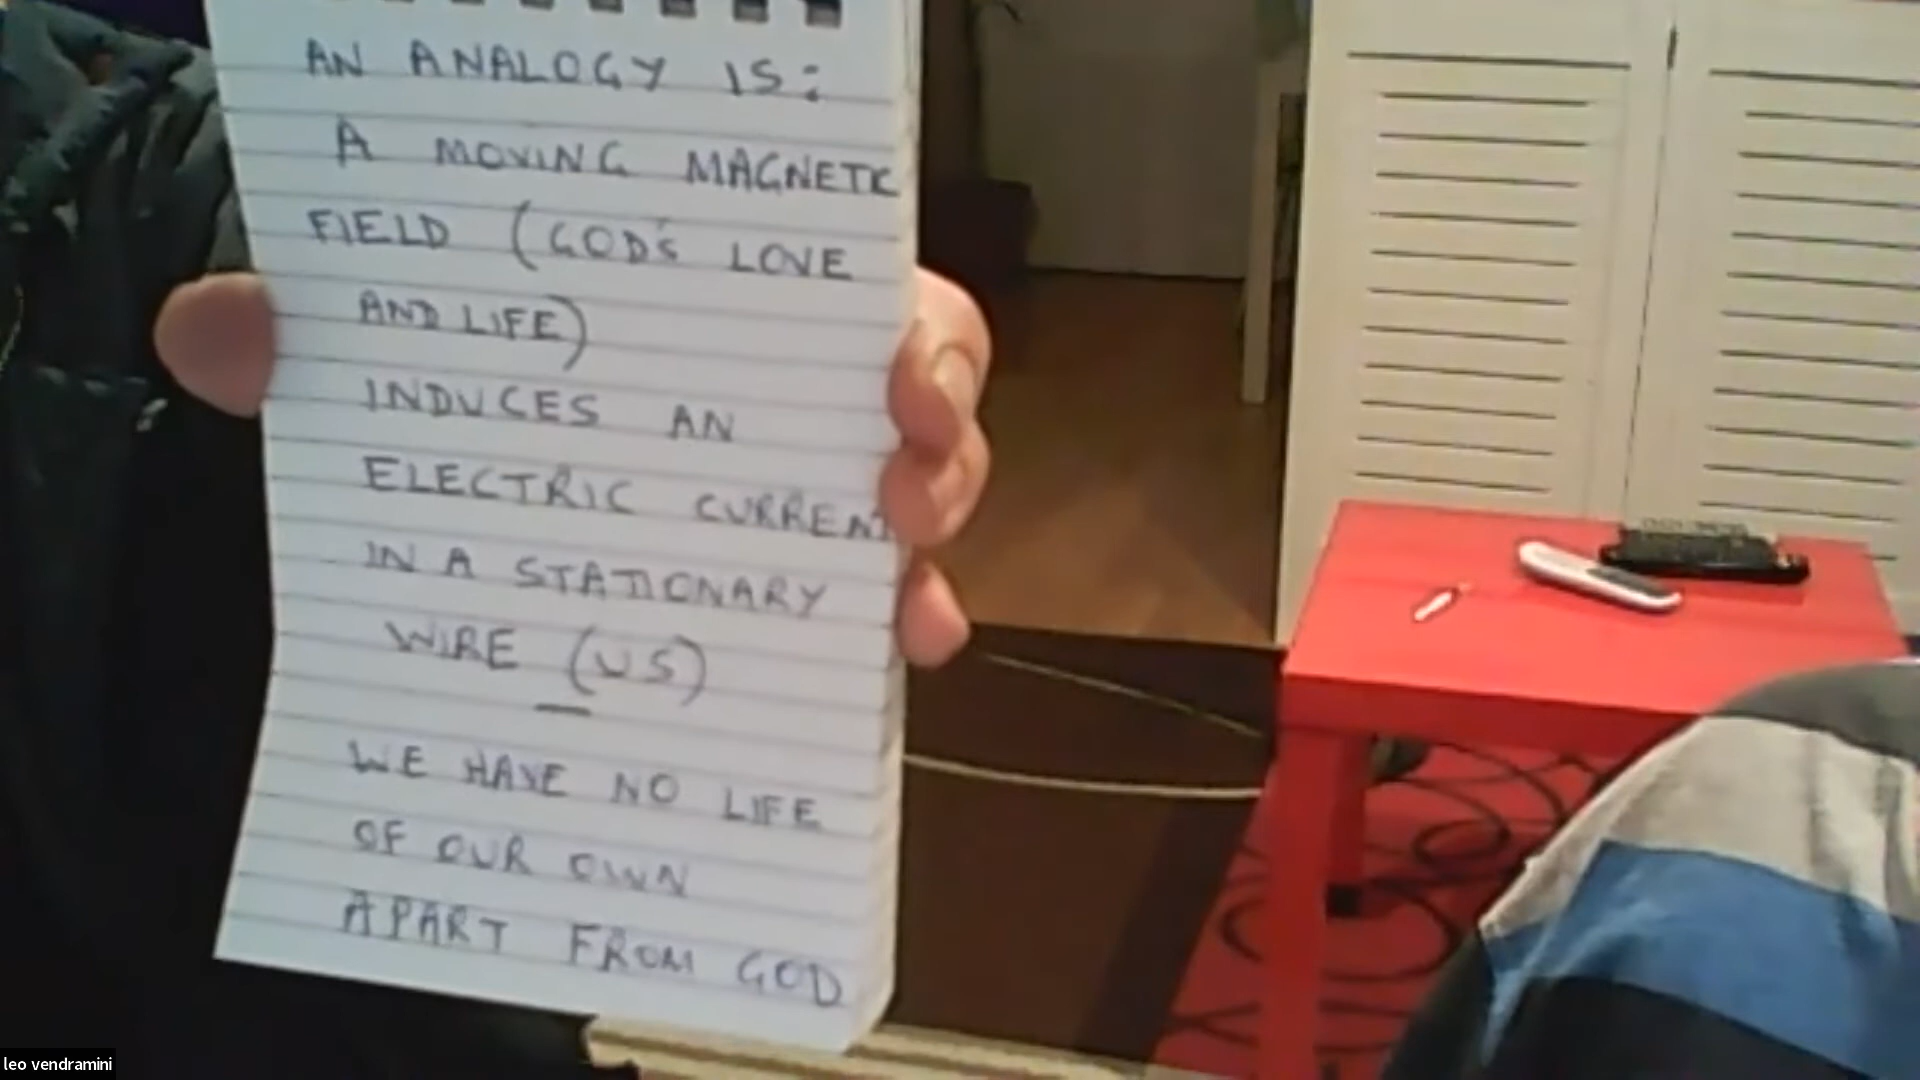 AN ANALOGY IS:
A MOVING MAGNETIC
FIELD (GOD'S LOVE
AND LIFE)
INDUCES AN
ELECTRIC CURRENT
IN A STATIONARY
WIRE (US)
WE HAVE NO LIFE
OF OUR OWN
APART FROM GOD
leo vendramini